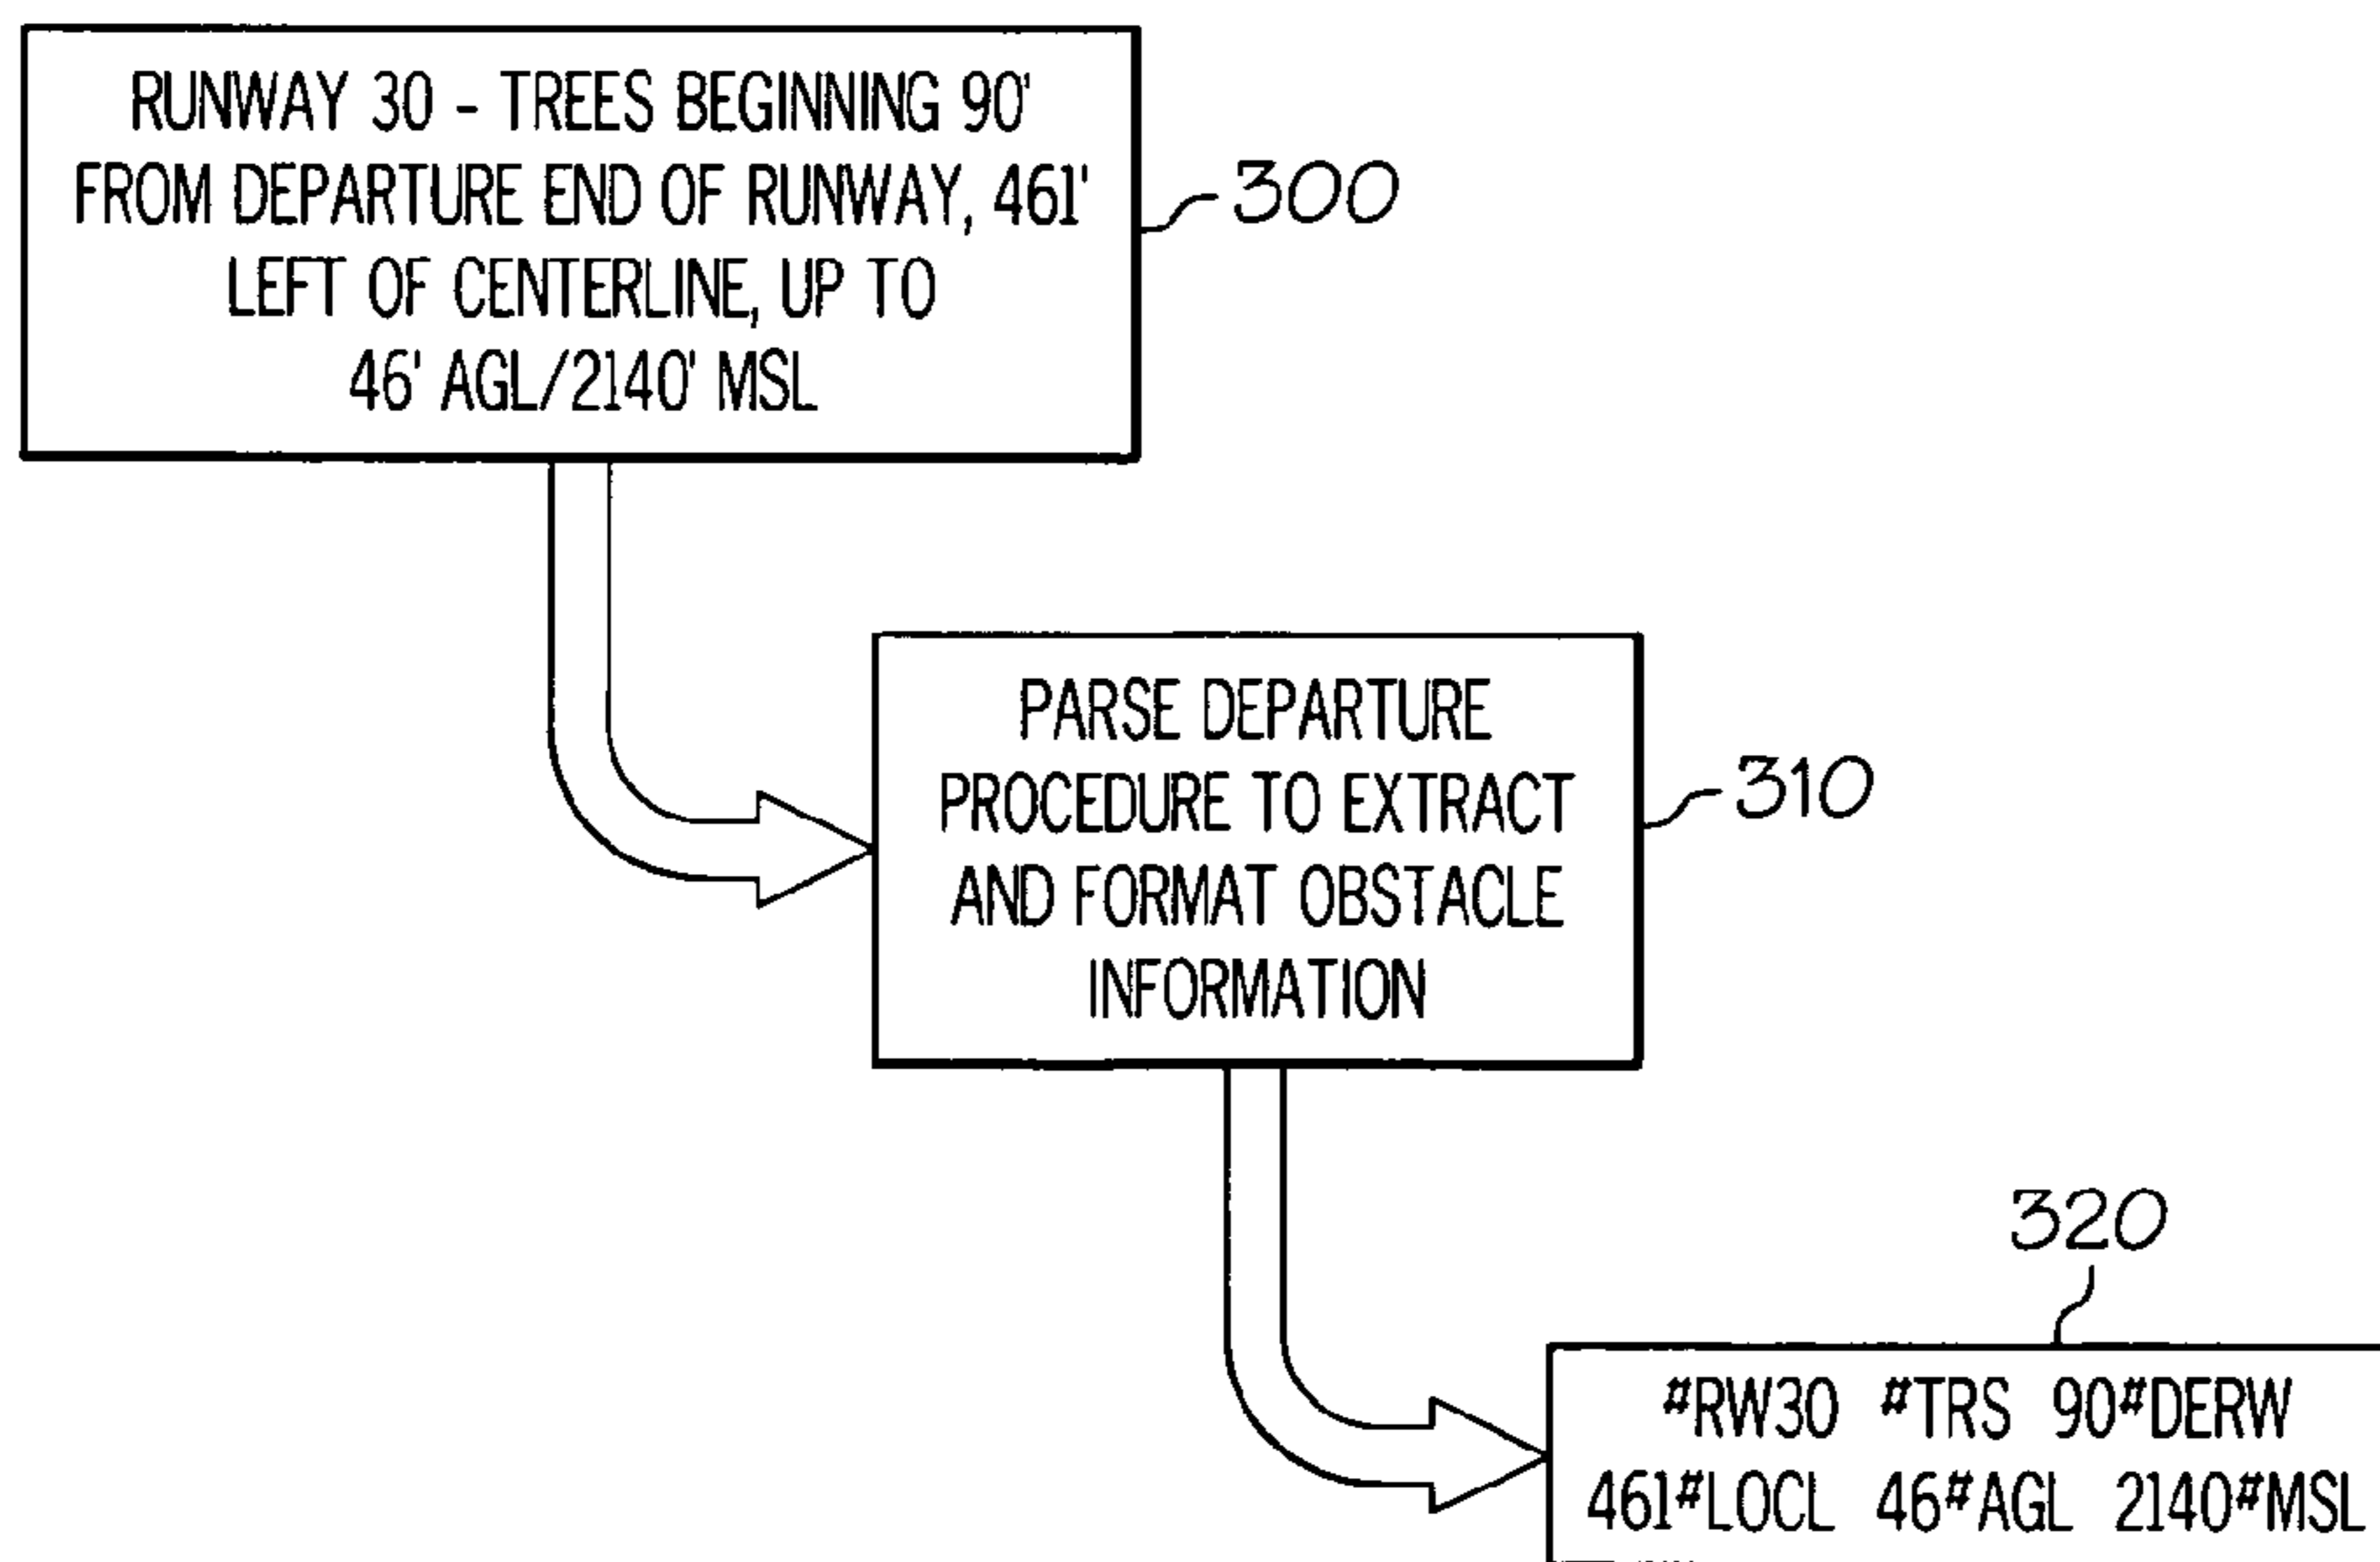 RUNWAY 30 - TREES BEGINNING 90'
FROM DEPARTURE END OF RUNWAY, 461'
LEFT OF CENTERLINE, UP TO
46' AGL/2140' MSL
300
PARSE DEPARTURE
PROCEDURE TO EXTRACT
AND FORMAT OBSTACLE
INFORMATION
310
320
#RW30 #TRS 90#DERW
461#LOCL 46#AGL 2140#MSL